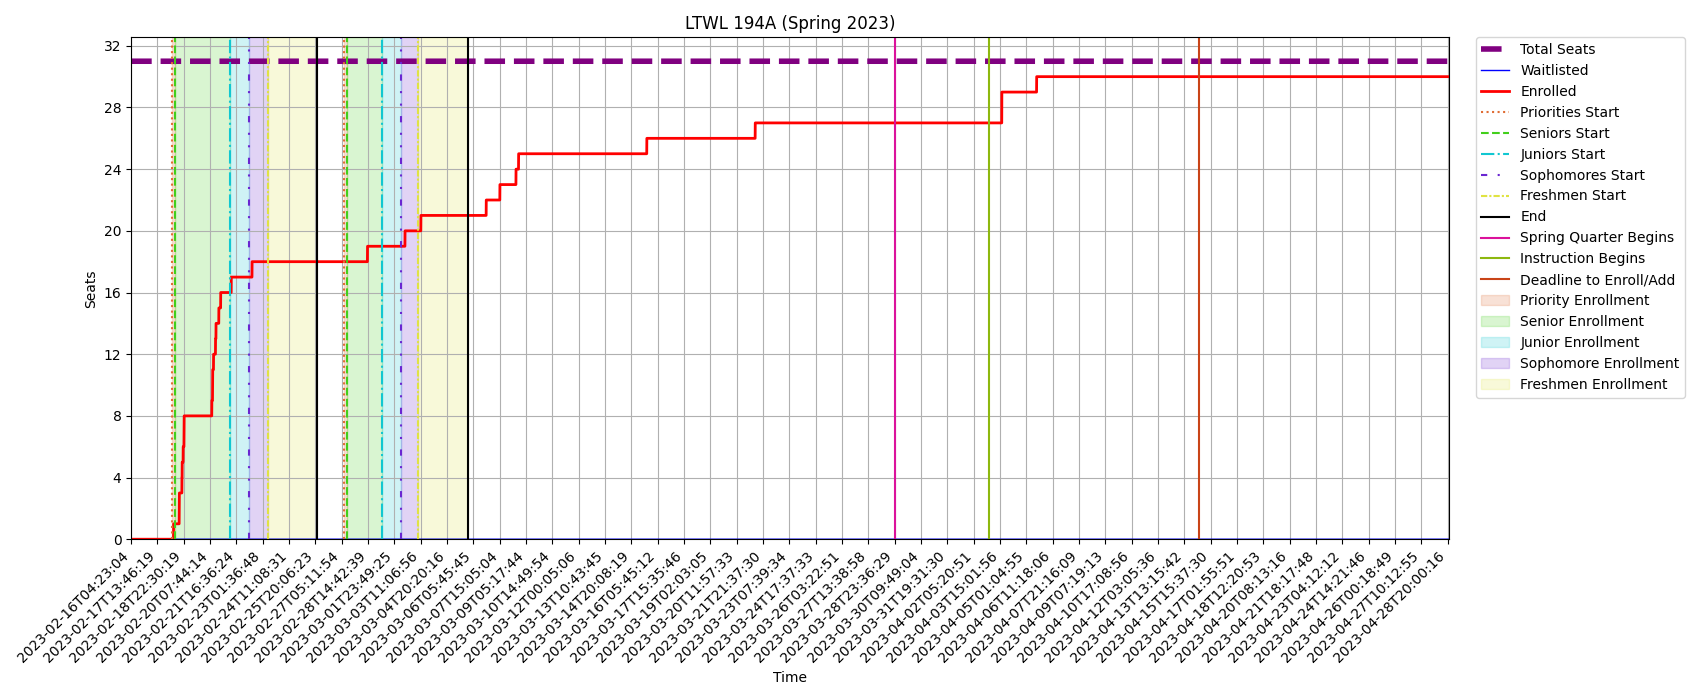 LTWL 194A (Spring 2023)
32
28
24
20
16
12
8
4
0
Seats
2023-02-16T04:23:04
2023-02-17T13:46:19
2023-02-18T22:30:19
2023-02-20T07:44:14
2023-02-21T16:36:24
2023-02-23T01:36:48
2023-02-24T11:08:31
2023-02-25T20:06:23
2023-02-27T05:11:54
2023-02-28T14:42:39
2023-03-01T23:49:25
2023-03-03T11:06:56
2023-03-04T20:20:16
2023-03-06T05:45:45
2023-03-07T15:05:04
2023-03-09T05:17:44
2023-03-10T14:49:54
2023-03-12T00:05:06
2023-03-13T10:43:45
2023-03-14T20:08:19
2023-03-16T05:45:12
2023-03-17T15:35:46
2023-03-19T02:03:05
2023-03-20T11:57:33
2023-03-21T21:37:30
2023-03-23T07:39:34
2023-03-24T17:37:33
2023-03-26T03:22:51
2023-03-27T13:38:58
2023-03-28T23:36:29
2023-03-30T09:49:04
2023-03-31T19:31:30
2023-04-02T05:20:51
2023-04-03T15:01:56
2023-04-05T01:04:55
2023-04-06T11:18:06
2023-04-07T21:16:09
2023-04-09T07:19:13
2023-04-10T17:08:56
2023-04-12T03:05:36
2023-04-13T13:15:42
2023-04-15T15:37:30
2023-04-17T01:55:51
2023-04-18T12:20:53
2023-04-20T08:13:16
2023-04-21T18:17:48
2023-04-23T04:12:12
2023-04-24T14:21:46
2023-04-26T00:18:49
2023-04-27T10:12:55
2023-04-28T20:00:16
Time
Total Seats
Waitlisted
Enrolled
Priorities Start
Seniors Start
Juniors Start
Sophomores Start
Freshmen Start
End
Spring Quarter Begins
Instruction Begins
Deadline to Enroll/Add
Priority Enrollment
Senior Enrollment
Junior Enrollment
Sophomore Enrollment
Freshmen Enrollment